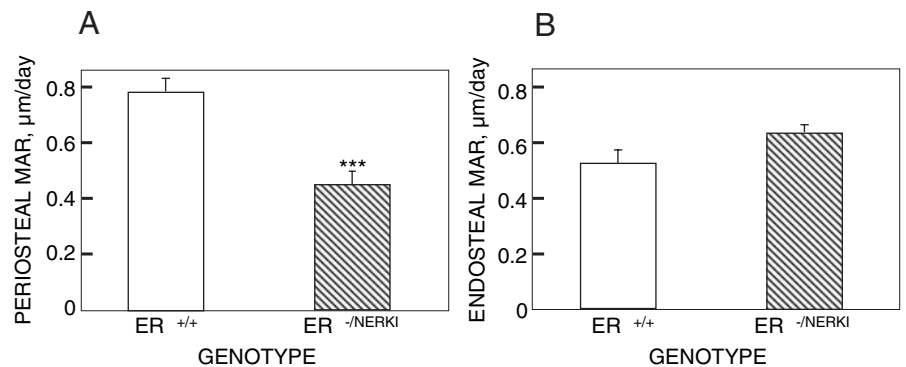 A
PERIOSTEAL MAR, µm/day
0.8
0.6
0.4
0.2
0
***
ER +/+
ER -/NERKI
GENOTYPE
B
ENDOSTEAL MAR, µm/day
0.8
0.6
0.4
0.2
0
ER +/+
ER -/NERKI
GENOTYPE